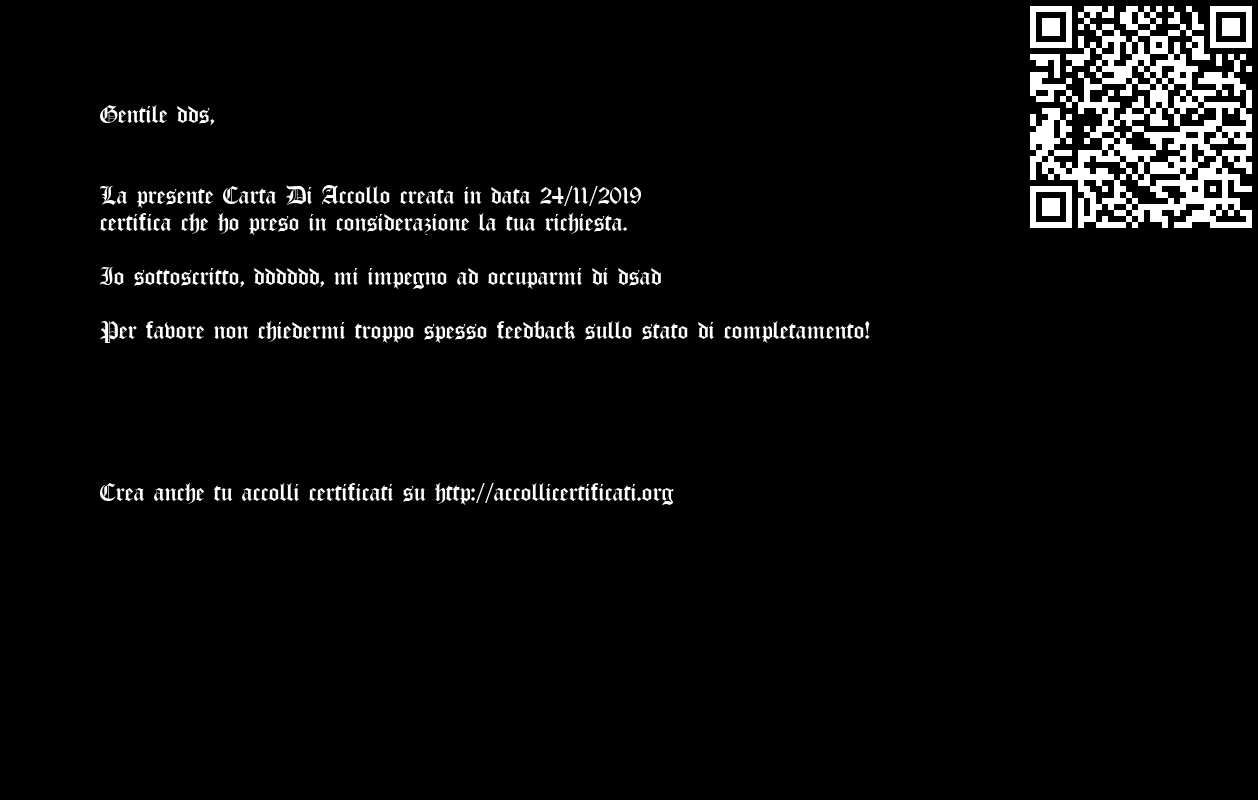 Gentile dds,
La presente Carta Di Accollo creata in data 24/11/2019
certifica che ho preso in considerazione la tua richiesta.
Io sottoscritto, dddddd, mi impegno ad occuparmi di dsad
Per favore non chiedermi troppo spesso feedback sullo stato di completamento!
Crea anche tu accolli certificati su http://accollicertificati.org